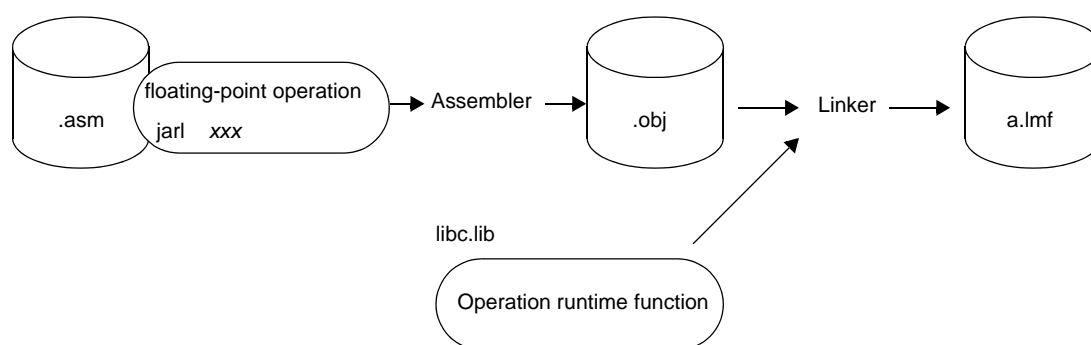 floating-point operation
jarl xxx
.asm
Assembler
.obj
Linker
a.lmf
libc.lib
Operation runtime function